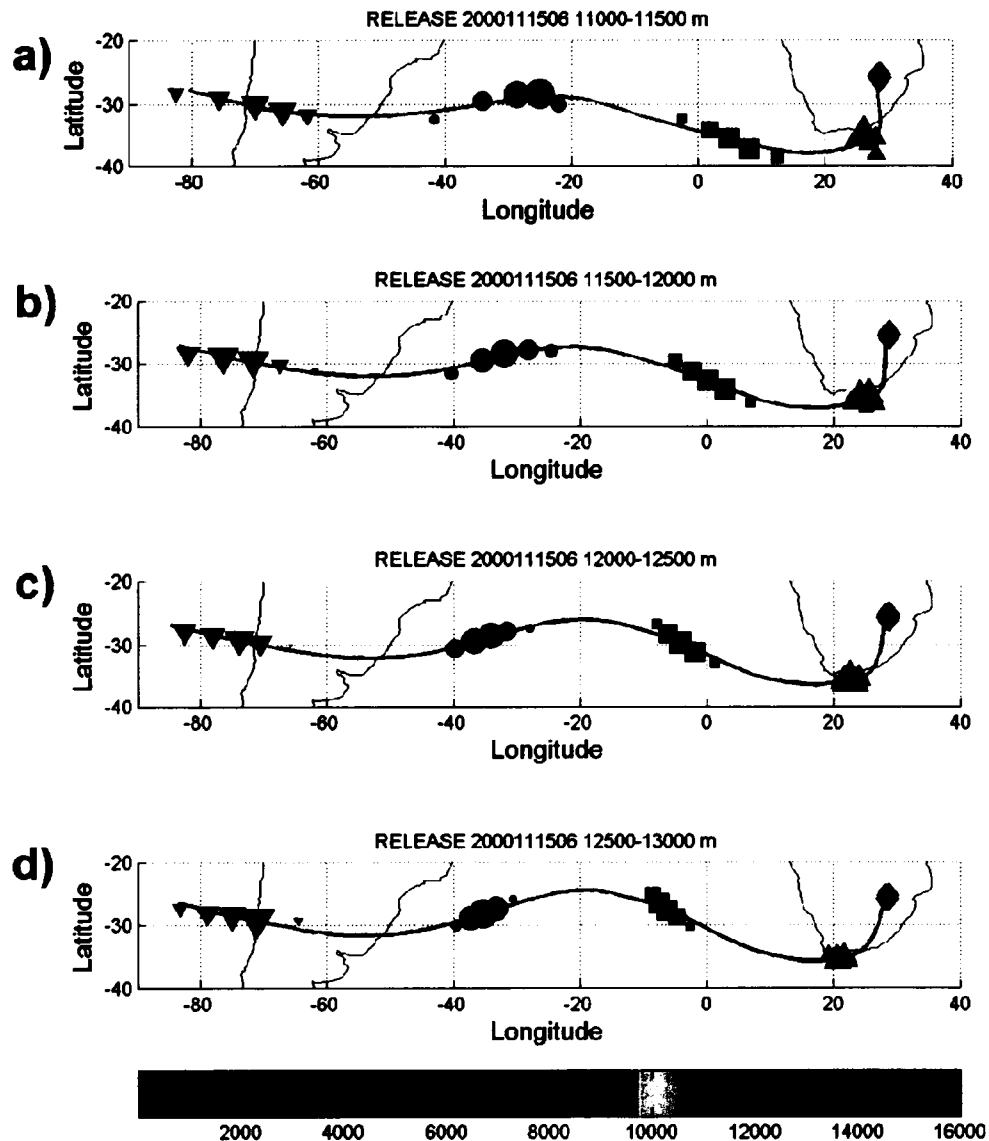 a)
RELEASE 2000111506 11000-11500 m
-20
-30
-40
Latitude
-80 -60 -40 -20 0 20 40
Longitude
b)
RELEASE 2000111506 11500-12000 m
-20
-30
-40
Latitude
-80 -60 -40 -20 0 20 40
Longitude
c)
RELEASE 2000111506 12000-12500 m
-20
-30
-40
Latitude
-80 -60 -40 -20 0 20 40
Longitude
d)
RELEASE 2000111506 12500-13000 m
-20
-30
-40
Latitude
-80 -60 -40 -20 0 20 40
Longitude
2000 4000 6000 8000 10000 12000 14000 16000